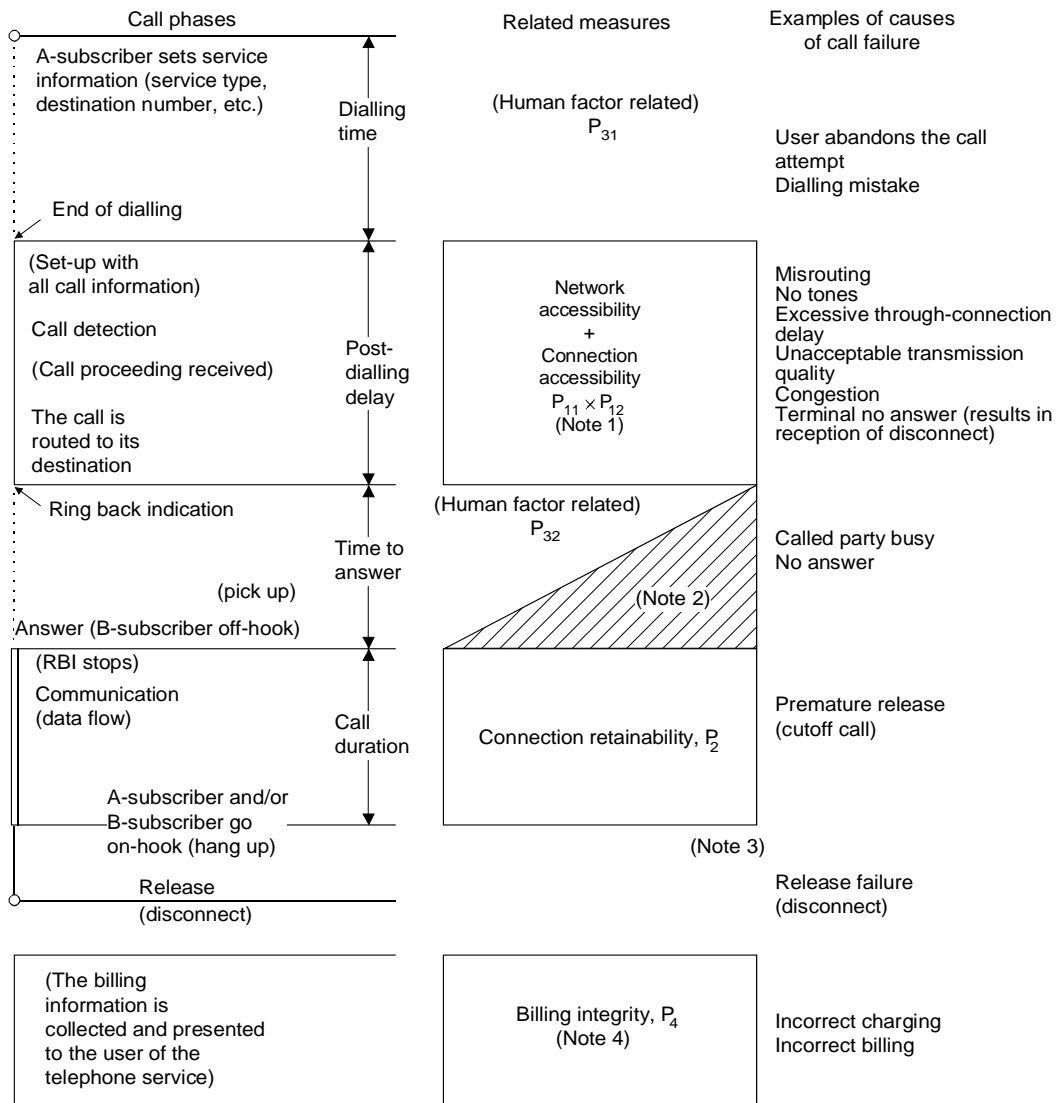 Call phases
Related measures
Examples of causes
of call failure
A-subscriber sets service
information (service type,
destination number, etc.)
Dialling
time
(Human factor related)
P31
User abandons the call
attempt
Dialling mistake
End of dialling
(Set-up with
all call information)
Call detection
(Call proceeding received)
The call is
routed to its
destination
Post-
dialling
delay
Network
accessibility
+
Connection
accessibility
P11 × P12
(Note 1)
Misrouting
No tones
Excessive through-connection
delay
Unacceptable transmission
quality
Congestion
Terminal no answer (results in
reception of disconnect)
Ring back indication
(pick up)
Time to
answer
(Human factor related)
P32
(Note 2)
Called party busy
No answer
Answer (B-subscriber off-hook)
(RBI stops)
Communication
(data flow)
Call
duration
Connection retainability, P2
Premature release
(cutoff call)
A-subscriber and/or
B-subscriber go
on-hook (hang up)
(Note 3)
Release
(disconnect)
Release failure
(disconnect)
(The billing
information is
collected and presented
to the user of the
telephone service)
Billing integrity, P4
(Note 4)
Incorrect charging
Incorrect billing